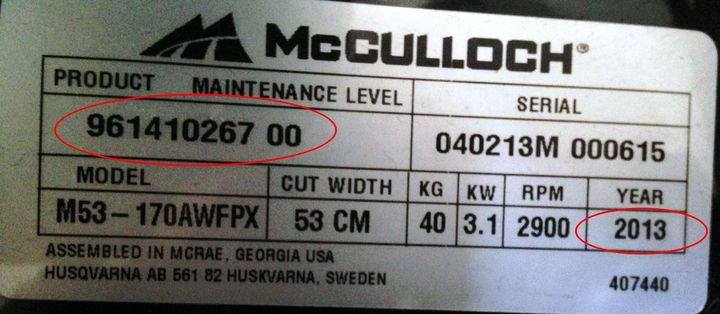 McCULLOCH®
PRODUCT MAINTENANCE LEVEL SERIAL
961410267 00 040213M 000615
MODEL CUT WIDTH KG KW RPM YEAR
M53-170AWFPX 53 CM 40 3.1 2900 2013
ASSEMBLED IN MCRAE, GEORGIA USA
HUSQVARNA AB 561 82 HUSKVARNA, SWEDEN 407440